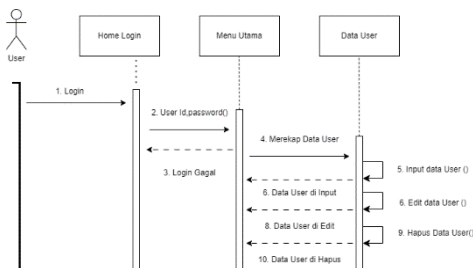 Home Login
Menu Utama
Data User
User
1. Login
2. User Id,password()
3. Login Gagal
4. Merekap Data User
5. Input data User ()
6. Data User di Input
6. Edit data User ()
8. Data User di Edit
9. Hapus Data User()
10. Data User di Hapus